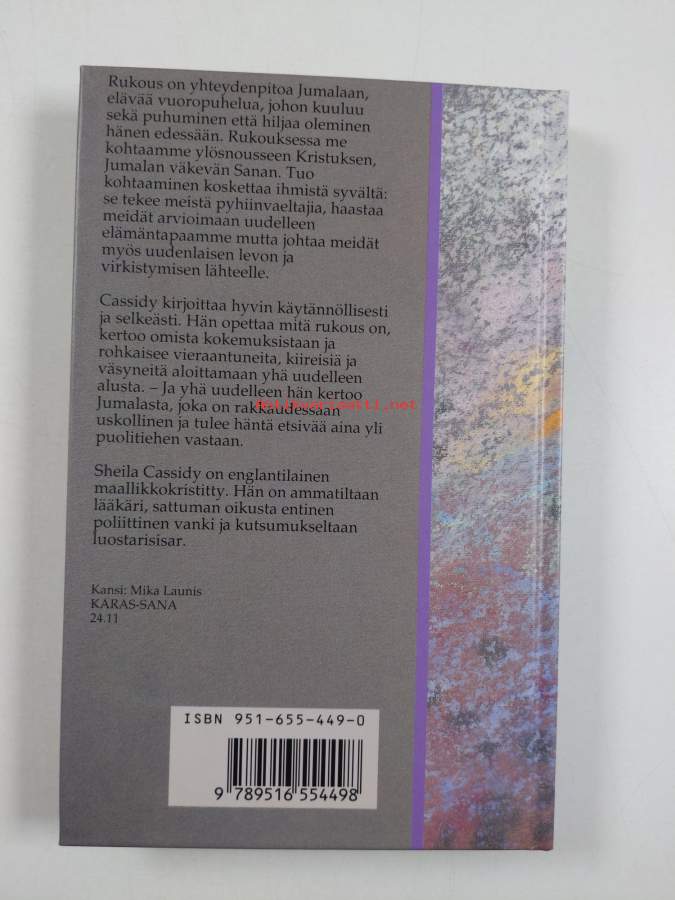 Rukous on yhteydenpitoa Jumalaan,
elävää vuoropuhelua, johon kuuluu
sekä puhuminen että hiljaa oleminen
hänen edessään. Rukouksessa me
kohtaamme ylösnousseen Kristuksen,
Jumalan väkevän Sanan. Tuo
kohtaaminen koskettaa ihmistä syvältä:
se tekee meistä pyhiinvaeltajia, haastaa
meidät arvioimaan uudelleen
elämäntapaamme mutta johtaa meidät
myös uudenlaisen levon ja
virkistymisen lähteelle.
Cassidy kirjoittaa hyvin käytännöllisesti
ja selkeästi. Hän opettaa mitä rukous on,
kertoo omista kokemuksistaan ja
rohkaisee vieraantuneita, kiireisiä ja
väsyneitä aloittamaan yhä uudelleen
alusta. – Ja yhä uudelleen hän kertoo
Jumalasta, joka on rakkaudessaan
uskollinen ja tulee häntä etsivää aina yli
puolitiehen vastaan.
Sheila Cassidy on englantilainen
maallikkokristitty. Hän on ammatiltaan
lääkäri, sattuman oikusta entinen
poliittinen vanki ja kutsumukseltaan
luostarisisar.
Kansi: Mika Launis
KARAS-SANA
24.11
ISBN 951-655-449-0
9 789516 554498